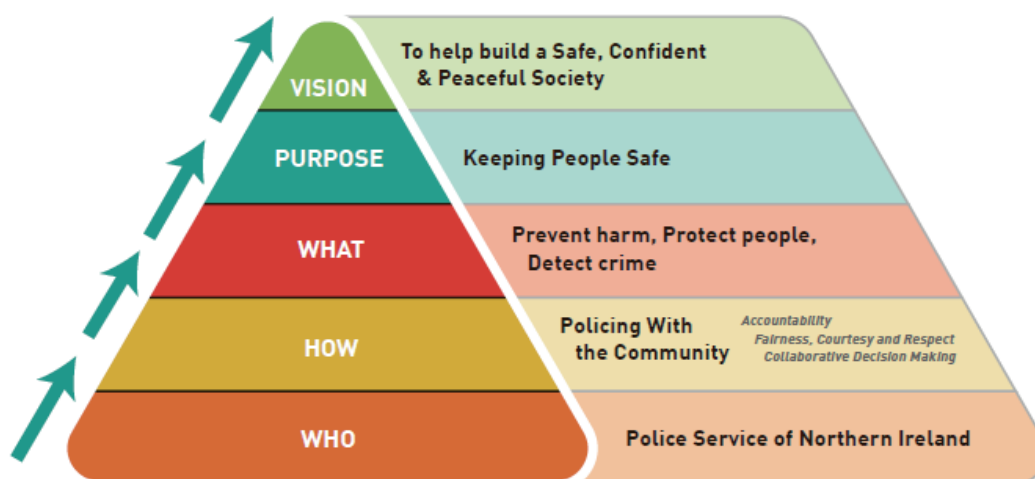 VISION
To help build a Safe, Confident
& Peaceful Society
PURPOSE
Keeping People Safe
WHAT
Prevent harm, Protect people,
Detect crime
HOW
Policing With
the Community
Accountability
Fairness, Courtesy and Respect
Collaborative Decision Making
WHO
Police Service of Northern Ireland